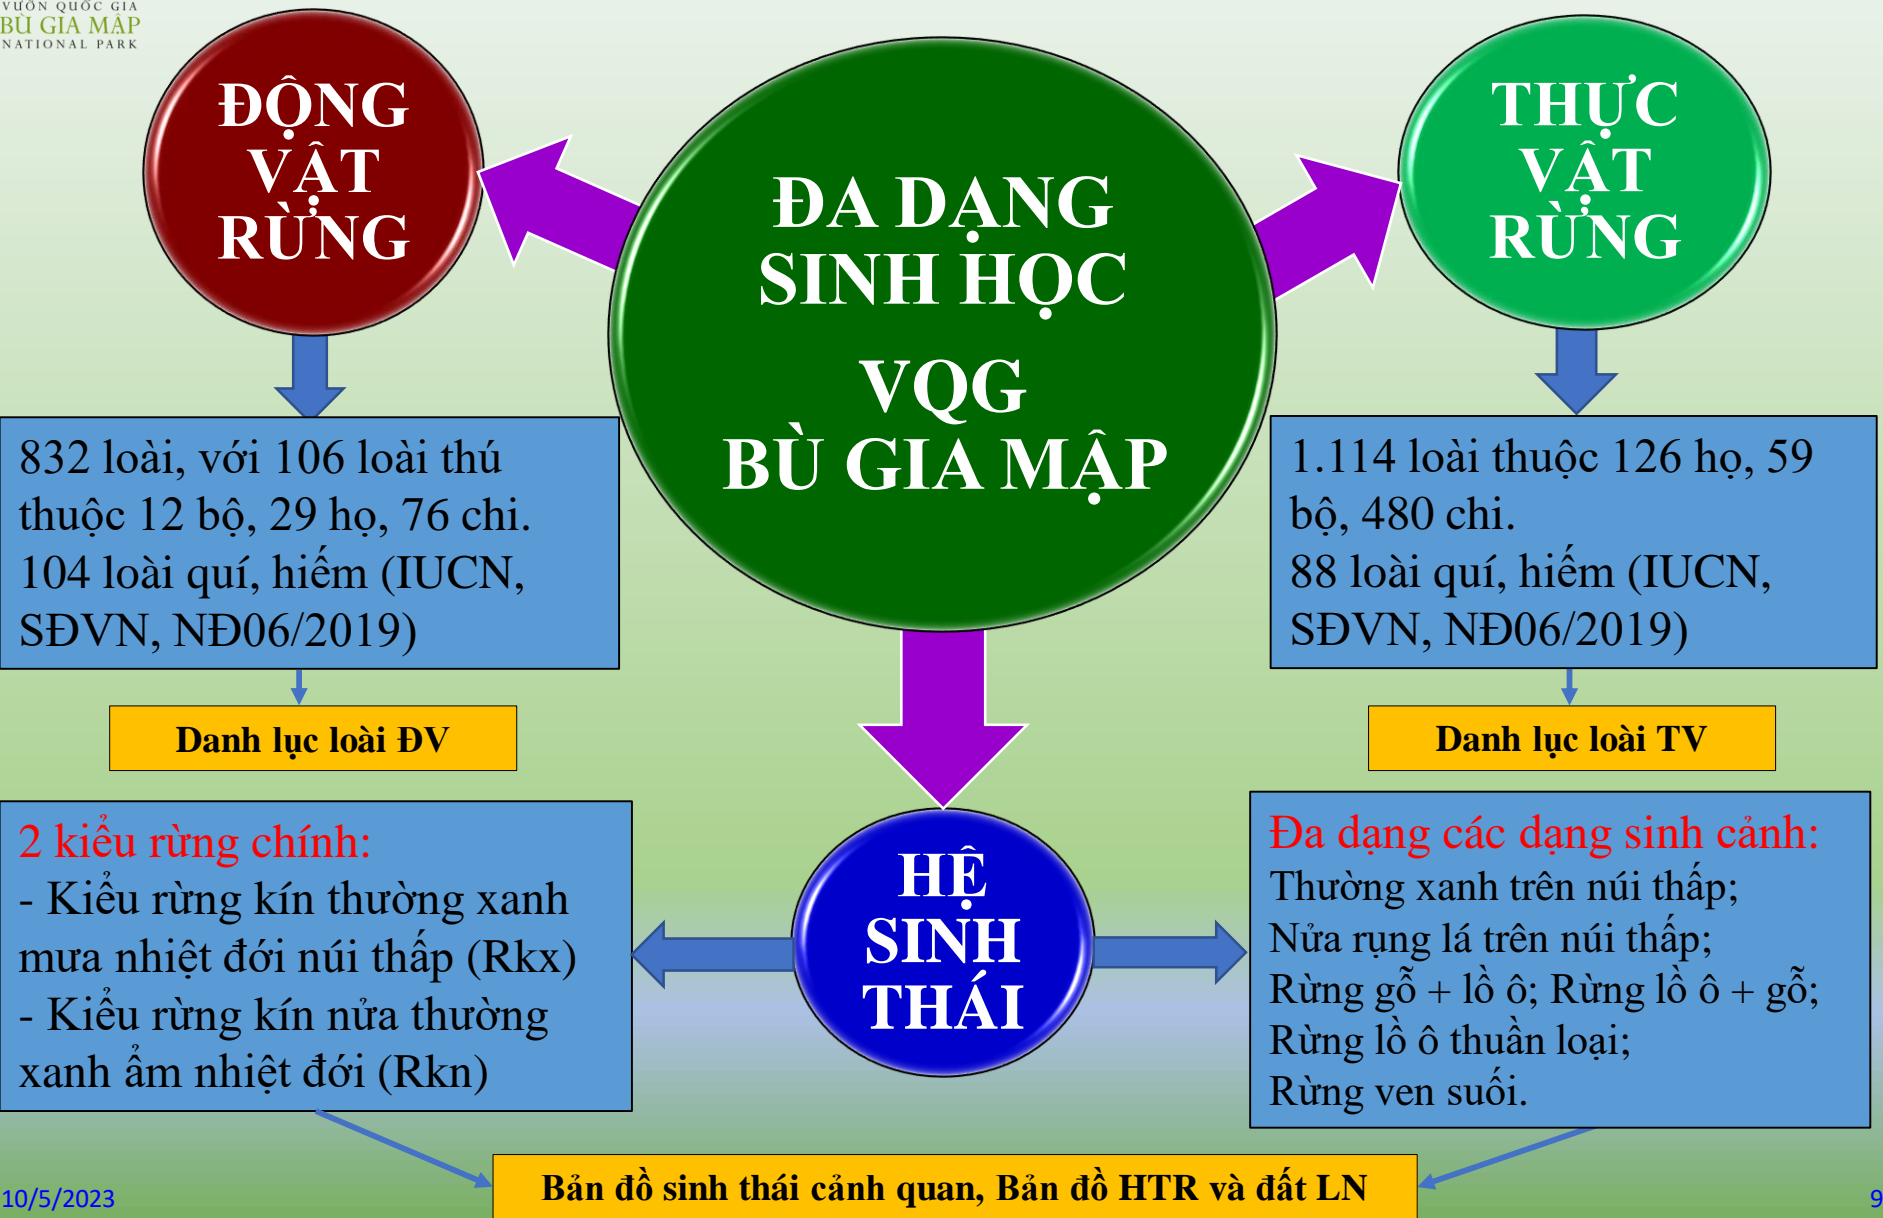 VƯỜN QUỐC GIA
BÙ GIA MẬP
NATIONAL PARK
ĐỘNG
VẬT
RỪNG
ĐA DẠNG
SINH HỌC
VQG
BÙ GIA MẬP
THỰC
VẬT
RỪNG
832 loài, với 106 loài thú
thuộc 12 bộ, 29 họ, 76 chi.
104 loài quí, hiếm (IUCN,
SĐVN, NĐ06/2019)
1.114 loài thuộc 126 họ, 59
bộ, 480 chi.
88 loài quí, hiếm (IUCN,
SĐVN, NĐ06/2019)
Danh lục loài ĐV
Danh lục loài TV
2 kiểu rừng chính:
- Kiểu rừng kín thường xanh
mưa nhiệt đới núi thấp (Rkx)
- Kiểu rừng kín nửa thường
xanh ẩm nhiệt đới (Rkn)
HỆ
SINH
THÁI
Đa dạng các dạng sinh cảnh:
Thường xanh trên núi thấp;
Nửa rụng lá trên núi thấp;
Rừng gỗ + lồ ô; Rừng lồ ô + gỗ;
Rừng lồ ô thuần loại;
Rừng ven suối.
Bản đồ sinh thái cảnh quan, Bản đồ HTR và đất LN
10/5/2023
9